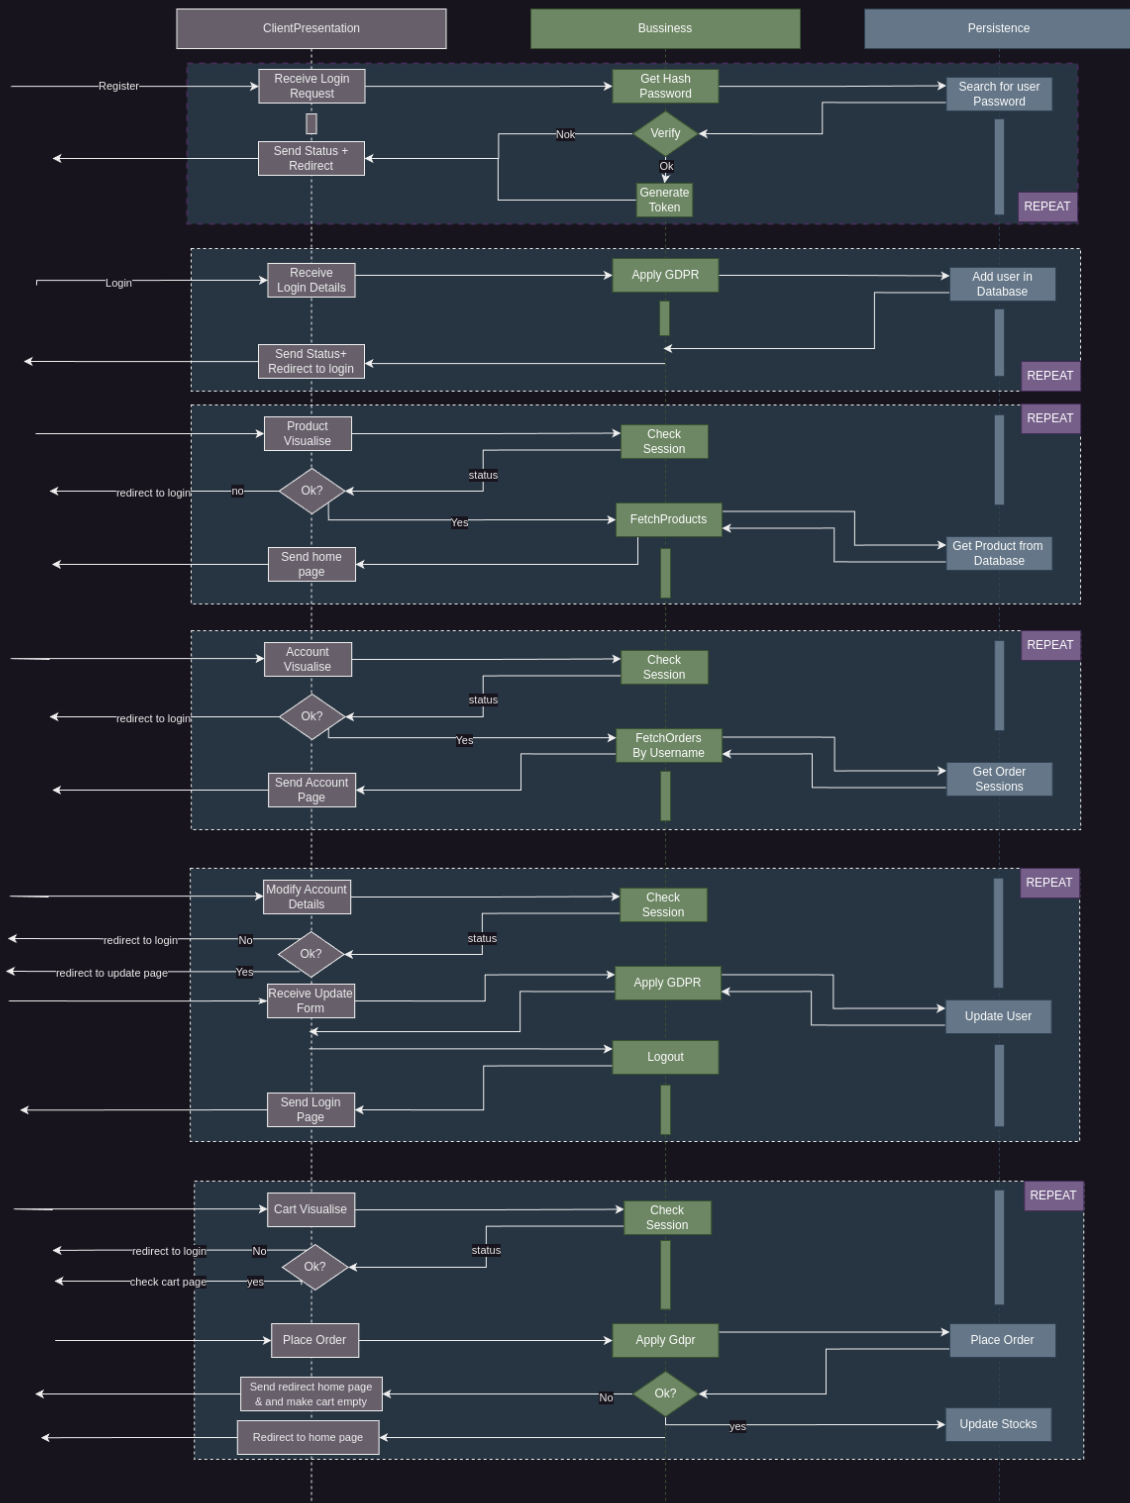 ClientPresentation
Bussiness
Persistence
Register
Receive Login
Request
Get Hash
Password
Search for user
Password
Nok
Verify
Send Status +
Redirect
Ok
Generate
Token
REPEAT
Login
Receive
Login Details
Apply GDPR
Add user in
Database
Send Status+
Redirect to login
REPEAT
REPEAT
Product
Visualise
Check
Session
status
redirect to login
no
Ok?
Yes
FetchProducts
Send home
page
Get Product from
Database
REPEAT
Account
Visualise
Check
Session
status
redirect to login
Ok?
Yes
FetchOrders
By Username
Send Account
Page
Get Order
Sessions
REPEAT
Modify Account
Details
Check
Session
redirect to login
No
status
Ok?
redirect to update page
Yes
Receive Update
Form
Apply GDPR
Update User
Logout
Send Login
Page
REPEAT
Cart Visualise
Check
Session
redirect to login
No
status
Ok?
check cart page
yes
Place Order
Apply Gdpr
Place Order
Send redirect home page
& and make cart empty
No
Ok?
yes
Update Stocks
Redirect to home page